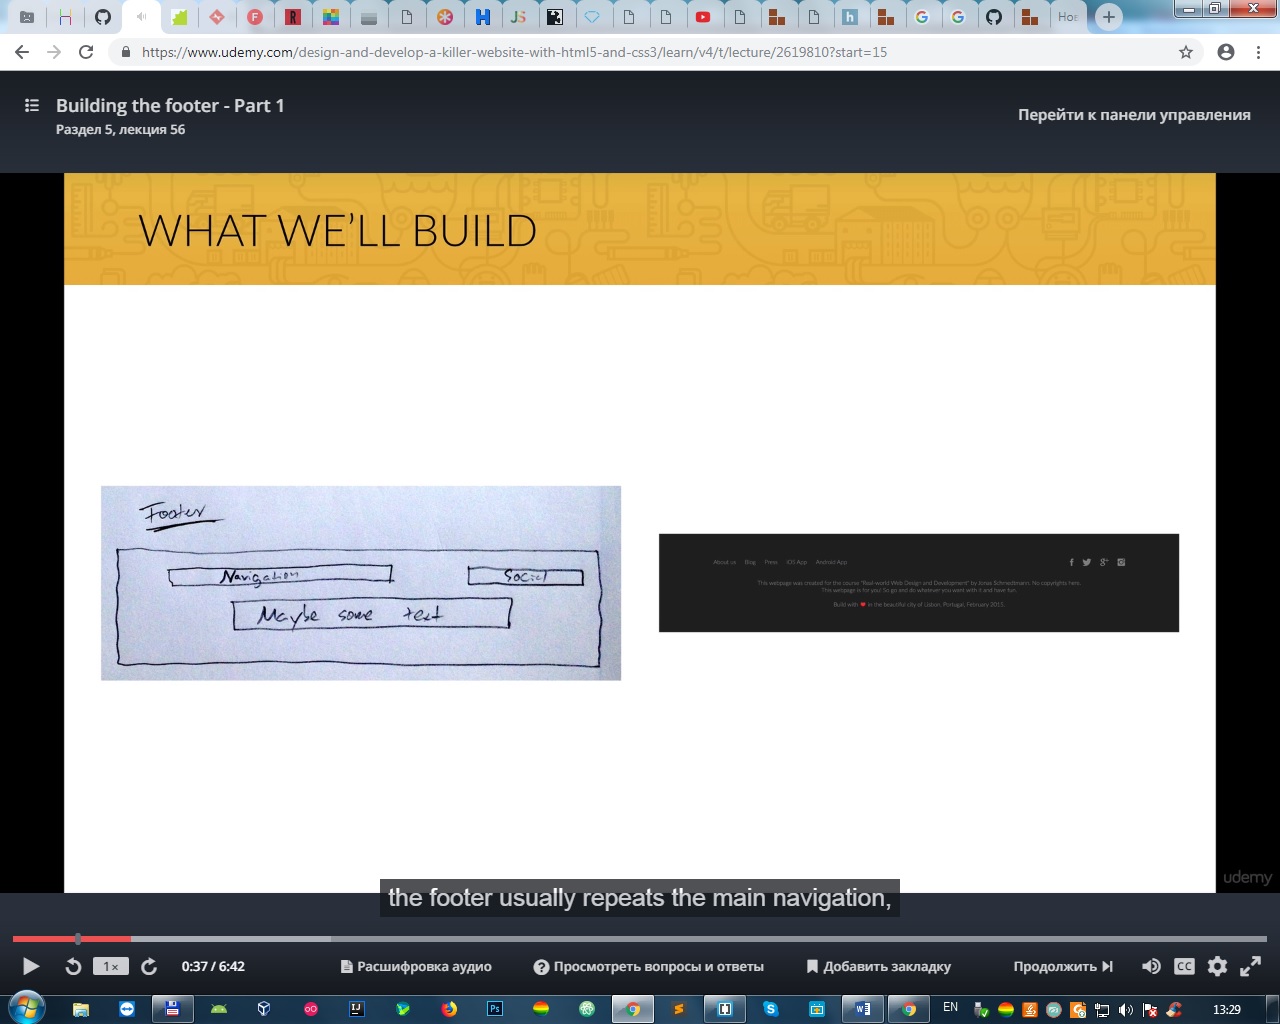 Нов
https://www.udemy.com/design-and-develop-a-killer-website-with-html5-and-css3/learn/v4/t/lecture/2619810?start=15
Building the footer - Part 1
Раздел 5, лекция 56
Перейти к панели управления
WHAT WE'LL BUILD
Footer
Navigation
Social
Maybe some text
About us Blog Press iOS App Android App
This webpage was created for the course "Real-world Web Design and Development" by Jonas Schmedtmann. No copyrights here.
This webpage is for you! So go and do whatever you want with it and have fun.
Build with ❤ in the beautiful city of Lisbon, Portugal, February 2015.
udemy
the footer usually repeats the main navigation,
1×
0:37 / 6:42
Расшифровка аудио
Просмотреть вопросы и ответы
Добавить закладку
Продолжить
CC
EN
13:29